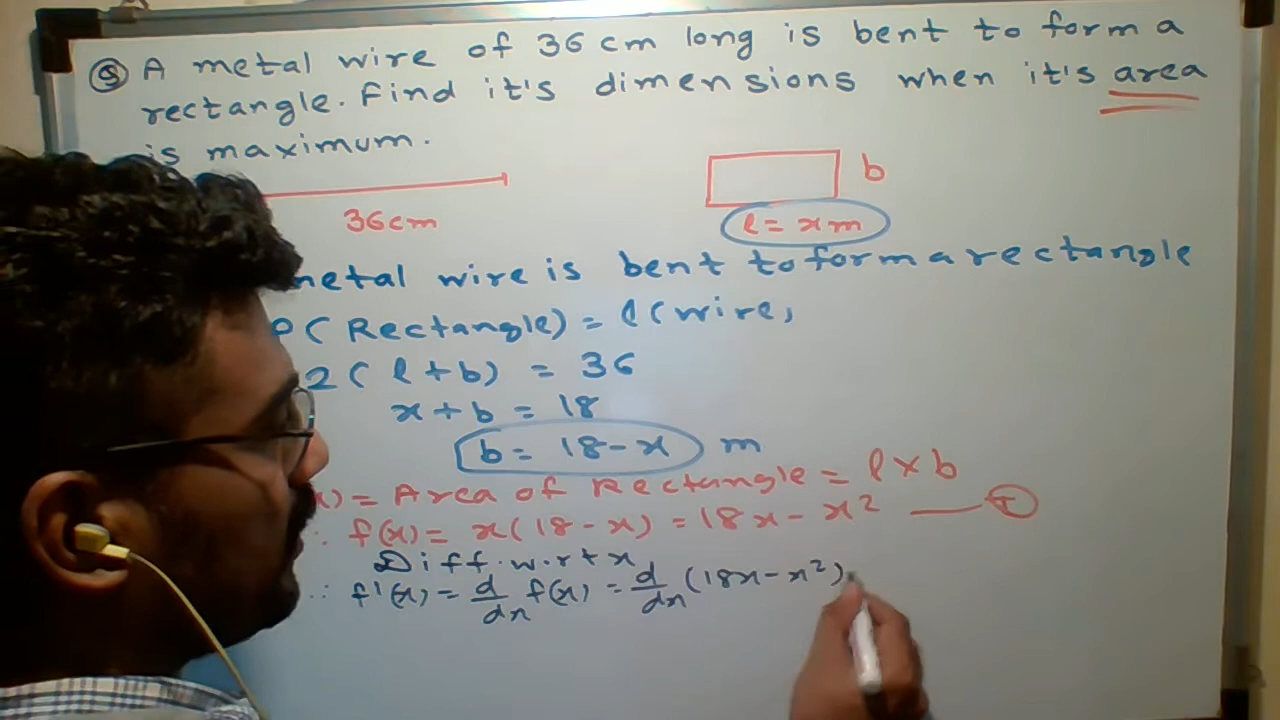 Q A metal wire of 36 cm long is bent to form a
rectangle. Find it's dimensions when it's area
is maximum.
36cm
b
l = x m
metal wire is bent to form a rectangle
P(Rectangle) = l(wire)
2(l+b) = 36
x + b = 18
b = 18-x m
x) = Area of Rectangle = l × b
∴ f(x) = x(18-x) = 18x - x² — I
Diff. w.r.t x
∴ f'(x) = d/dx f(x) = d/dx (18x-x²)